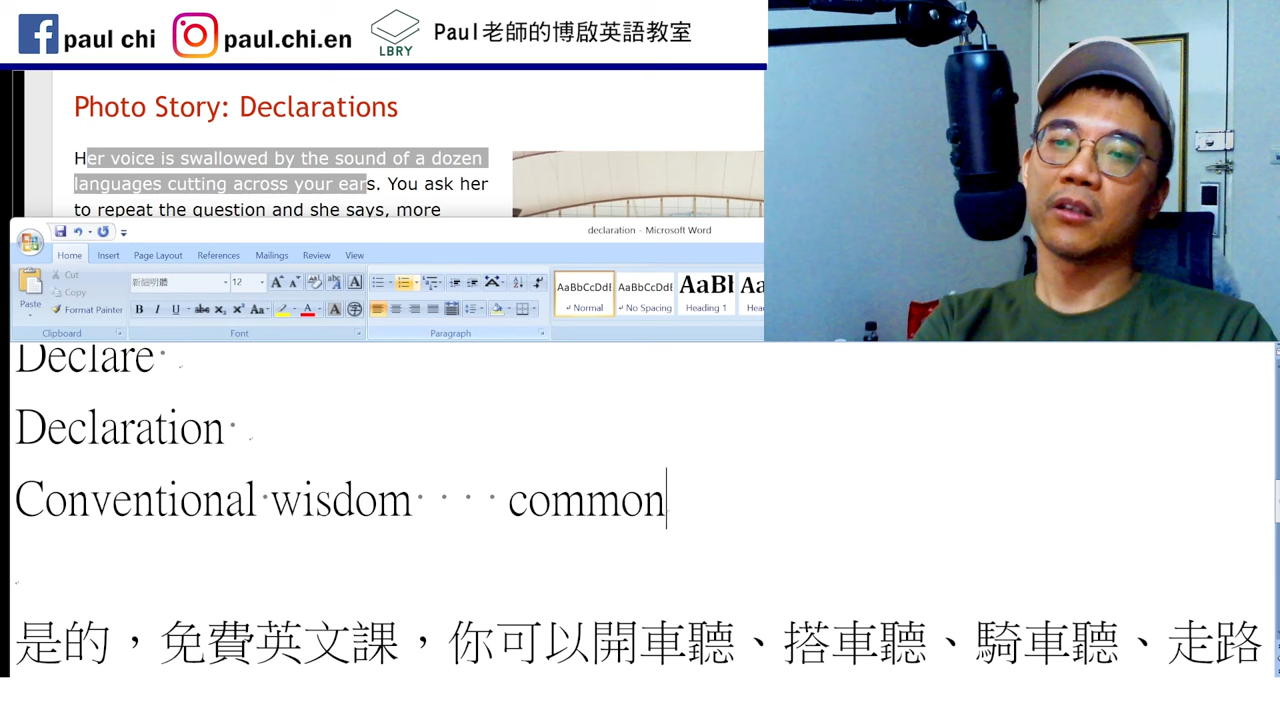 paul chi
paul.chi.en
LBRY
Paul老師的博啟英語教室
Photo Story: Declarations
Her voice is swallowed by the sound of a dozen
languages cutting across your ears. You ask her
to repeat the question and she says, more
declaration - Microsoft Word
Home Insert Page Layout References Mailings Review View
Paste
Cut
Copy
Format Painter
新細明體 12
AaBbCcDdE AaBbCcDdE AaBbI Aa
Normal No Spacing Heading 1
Clipboard Font Paragraph
Declare
Declaration
Conventional wisdom common
是的，免費英文課，你可以開車聽、搭車聽、騎車聽、走路